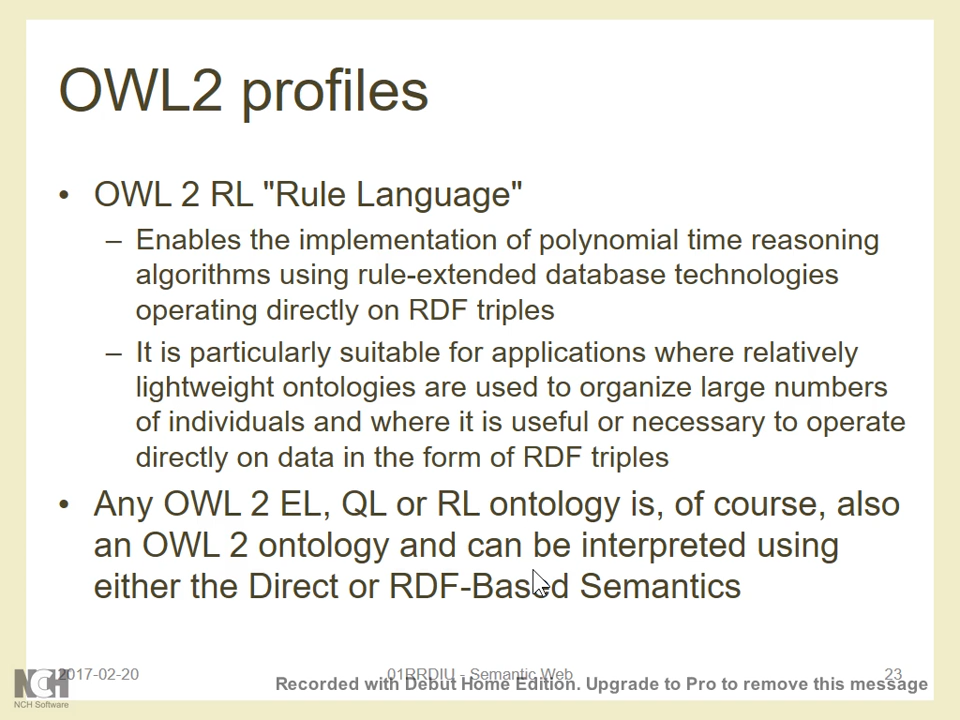 OWL2 profiles
• OWL 2 RL "Rule Language"
– Enables the implementation of polynomial time reasoning
algorithms using rule-extended database technologies
operating directly on RDF triples
– It is particularly suitable for applications where relatively
lightweight ontologies are used to organize large numbers
of individuals and where it is useful or necessary to operate
directly on data in the form of RDF triples
• Any OWL 2 EL, QL or RL ontology is, of course, also
an OWL 2 ontology and can be interpreted using
either the Direct or RDF-Based Semantics
2017-02-20
01RRDIU - Semantic Web
23
NCH
NCH Software
Recorded with Debut Home Edition. Upgrade to Pro to remove this message